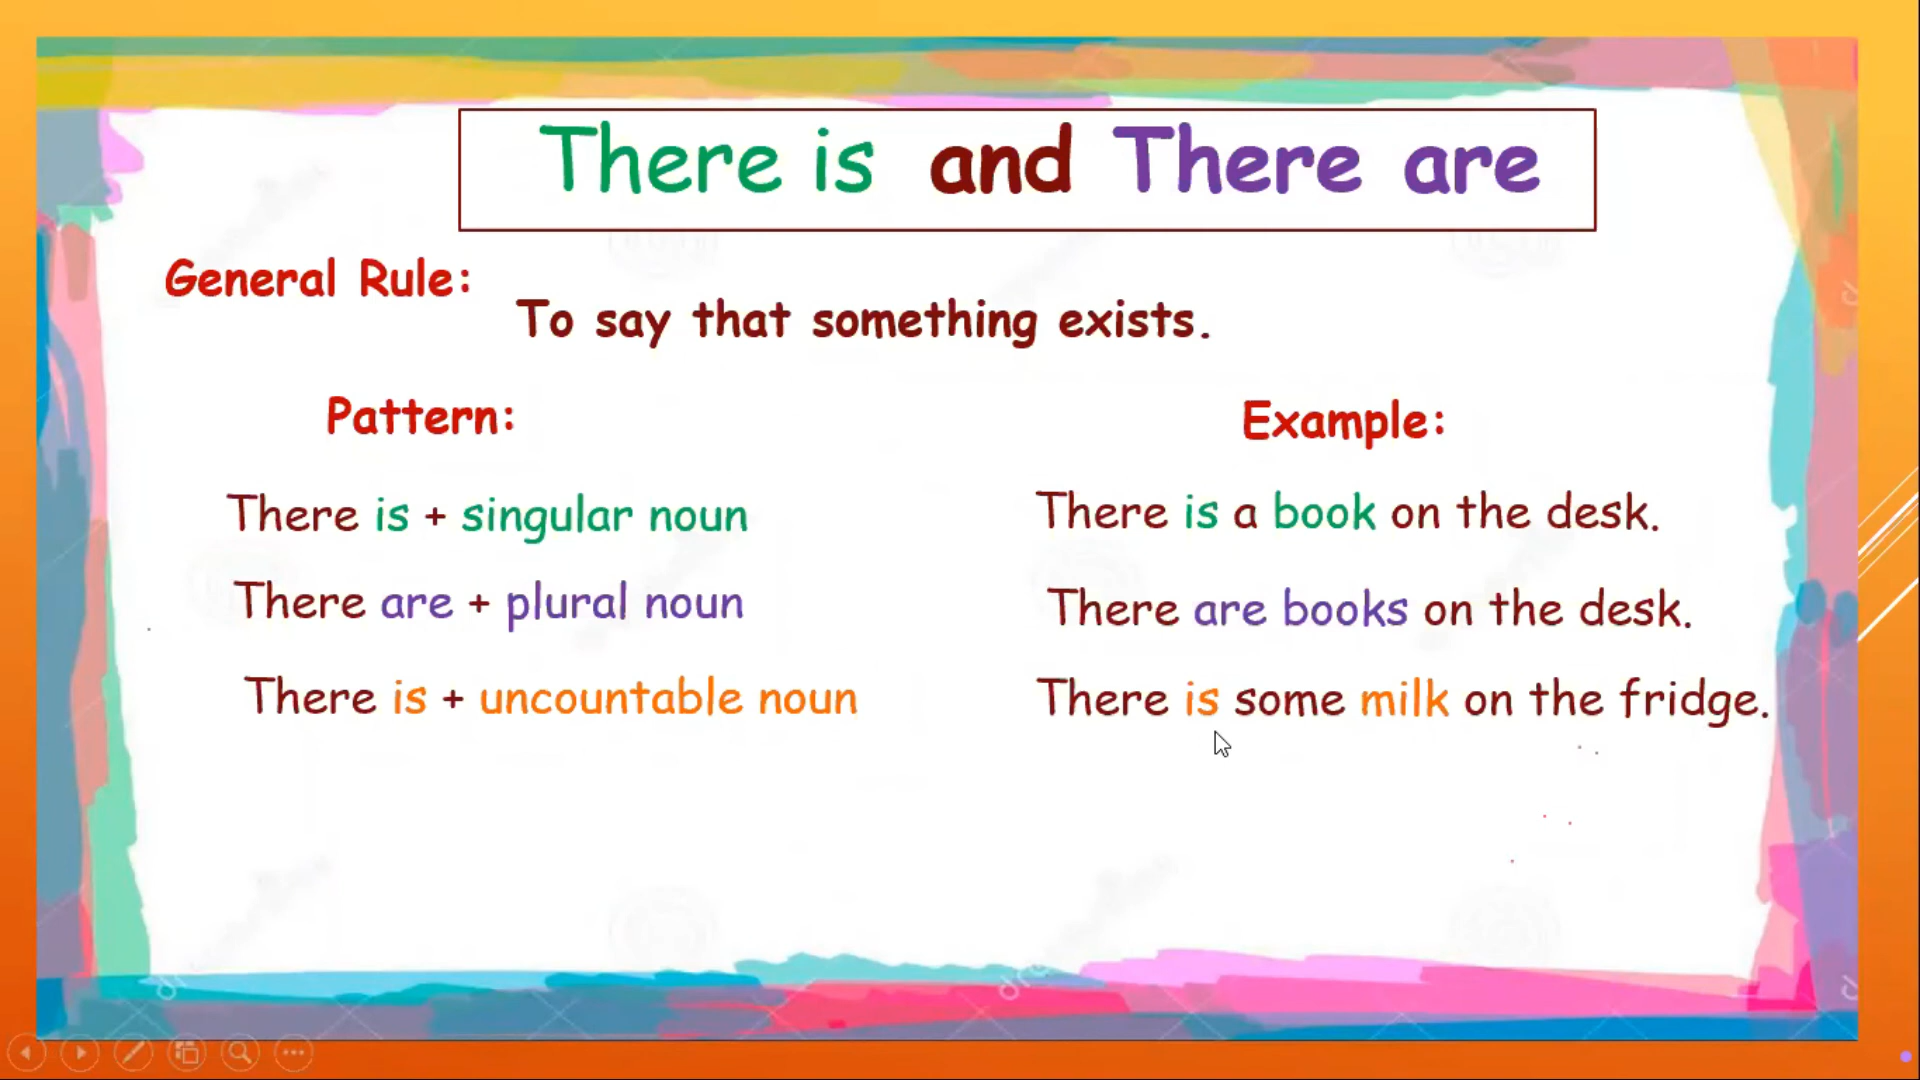 There is and There are
General Rule:
To say that something exists.
Pattern:
Example:
There is + singular noun
There is a book on the desk.
There are + plural noun
There are books on the desk.
There is + uncountable noun
There is some milk on the fridge.